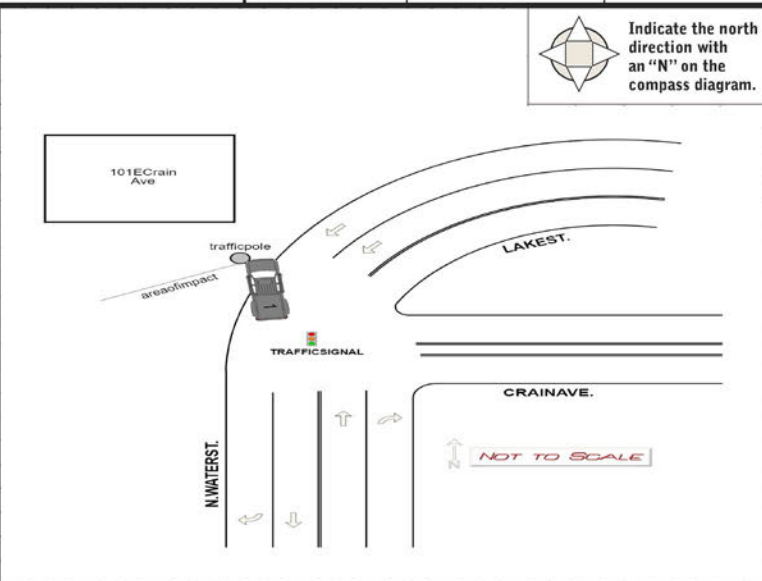 Indicate the north
direction with
an “N” on the
compass diagram.
101ECrain
Ave
trafficpole
areaofimpact
1
LAKEST.
TRAFFICSIGNAL
CRAINAVE.
N.WATERST.
N
NOT TO SCALE